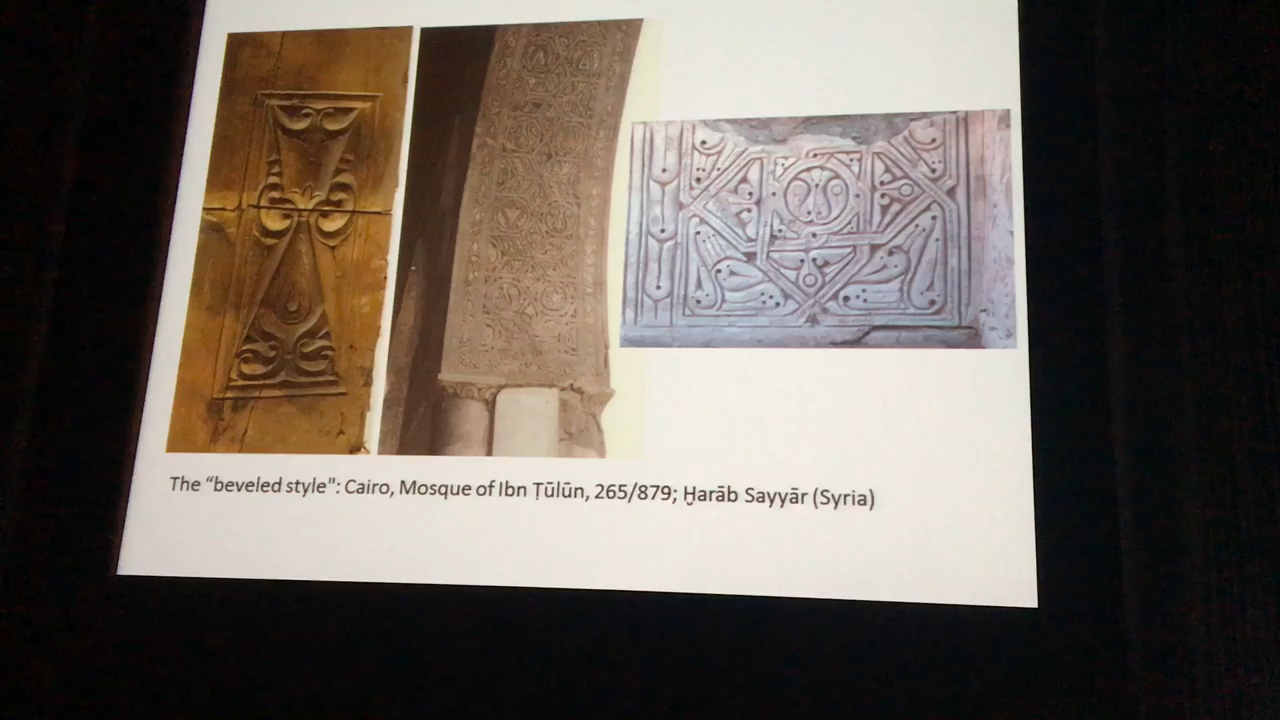 The “beveled style": Cairo, Mosque of Ibn Ṭūlūn, 265/879; Ḫarāb Sayyār (Syria)